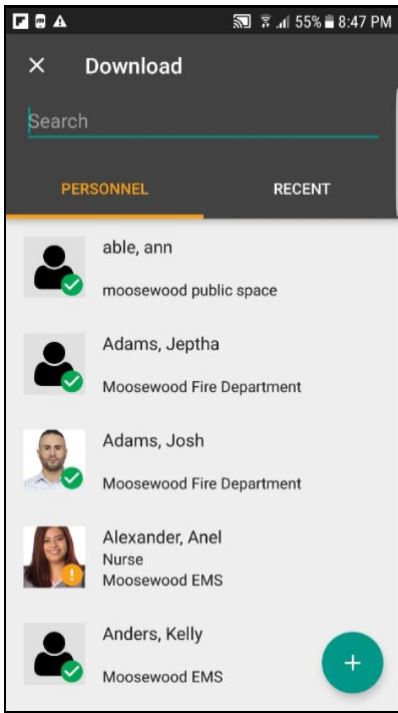 55% 8:47 PM
Download
Search
PERSONNEL RECENT
able, ann
moosewood public space
Adams, Jeptha
Moosewood Fire Department
Adams, Josh
Moosewood Fire Department
Alexander, Anel
Nurse
Moosewood EMS
Anders, Kelly
Moosewood EMS